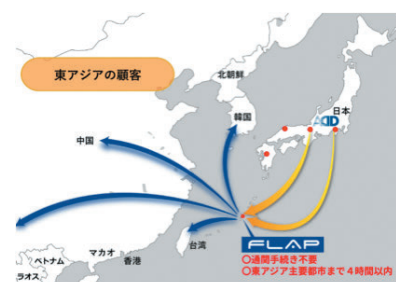 東アジアの顧客
北朝鮮
韓国
日本
中国
台湾
マカオ
香港
ベトナム
ラオス
FLAP
〇通関手続き不要
〇東アジア主要都市まで４時間以内